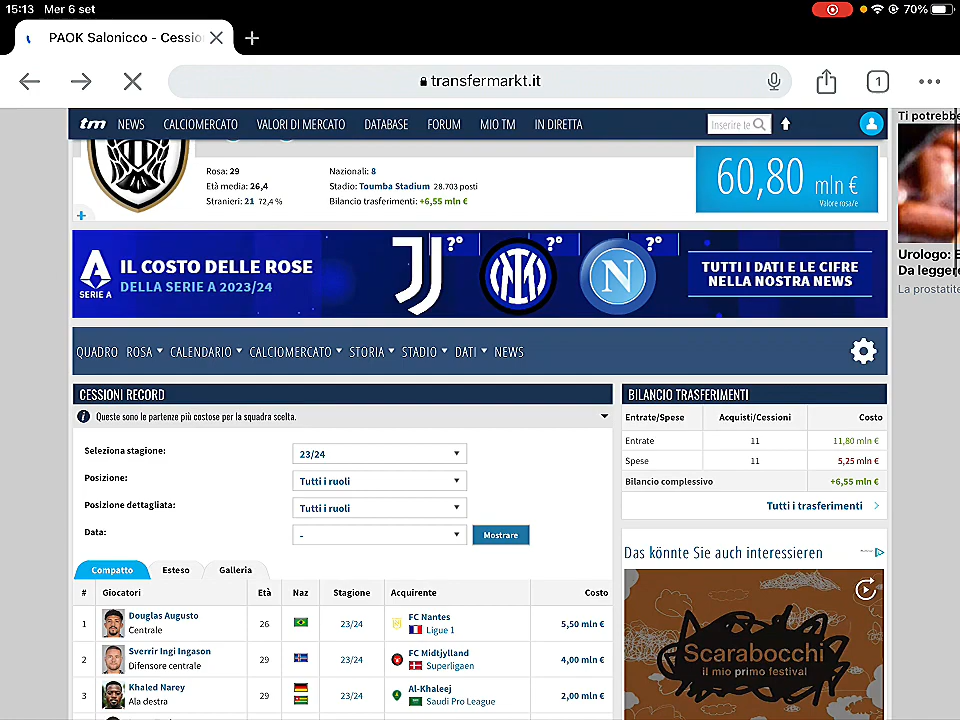 15:13 Mer 6 set 70%
PAOK Salonicco - Cessio
transfermarkt.it 1
tm NEWS CALCIOMERCATO VALORI DI MERCATO DATABASE FORUM MIO TM IN DIRETTA Inserire le
Ti potrebbe
Rosa: 29 Nazionali: 8
Età media: 26,4 Stadio: Toumba Stadium 28.703 posti
Stranieri: 21 72,4 % Bilancio trasferimenti: +6,55 mln €
60,80 mln €
Valore rosa/e
Urologo: E
Da leggere
La prostatite
SERIE A
IL COSTO DELLE ROSE
DELLA SERIE A 2023/24
?° ?° ?°
N
TUTTI I DATI E LE CIFRE
NELLA NOSTRA NEWS
QUADRO ROSA CALENDARIO CALCIOMERCATO STORIA STADIO DATI NEWS
CESSIONI RECORD
Queste sono le partenze più costose per la squadra scelta.
Seleziona stagione: 23/24
Posizione: Tutti i ruoli
Posizione dettagliata: Tutti i ruoli
Data: - Mostrare
Compatto Esteso Galleria
# Giocatori Età Naz Stagione Acquirente Costo
1 Douglas Augusto 26 23/24 FC Nantes 5,50 mln €
Centrale Ligue 1
2 Sverrir Ingi Ingason 29 23/24 FC Midtjylland 4,00 mln €
Difensore centrale Superligaen
3 Khaled Narey 29 23/24 Al-Khaleej 2,00 mln €
Ala destra Saudi Pro League
BILANCIO TRASFERIMENTI
Entrate/Spese Acquisti/Cessioni Costo
Entrate 11 11,80 mln €
Spese 11 5,25 mln €
Bilancio complessivo +6,55 mln €
Tutti i trasferimenti
Das könnte Sie auch interessieren
Scarabocchi
il mio primo festival